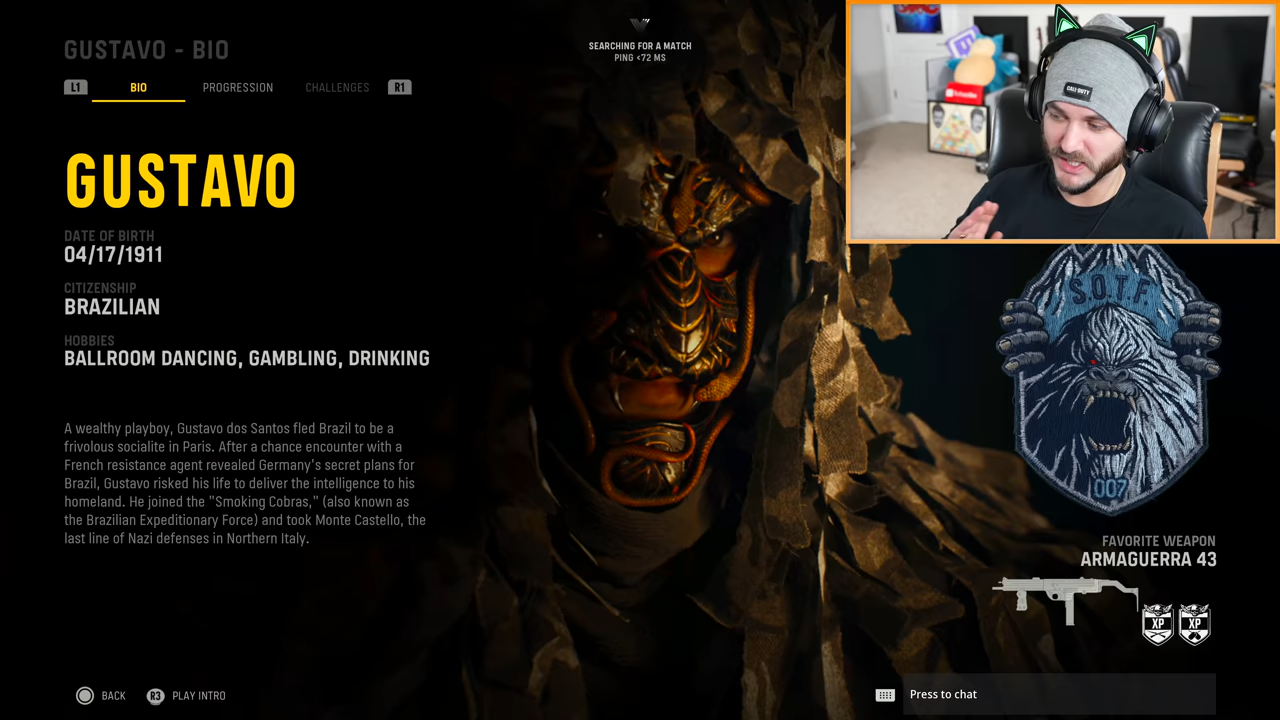 GUSTAVO - BIO
SEARCHING FOR A MATCH
PING <72 MS
L1
BIO
PROGRESSION
CHALLENGES
R1
GUSTAVO
DATE OF BIRTH
04/17/1911
CITIZENSHIP
BRAZILIAN
HOBBIES
BALLROOM DANCING, GAMBLING, DRINKING
A wealthy playboy, Gustavo dos Santos fled Brazil to be a
frivolous socialite in Paris. After a chance encounter with a
French resistance agent revealed Germany's secret plans for
Brazil, Gustavo risked his life to deliver the intelligence to his
homeland. He joined the "Smoking Cobras," (also known as
the Brazilian Expeditionary Force) and took Monte Castello, the
last line of Nazi defenses in Northern Italy.
CALL OF DUTY
S.O.T.F.
007
FAVORITE WEAPON
ARMAGUERRA 43
XP XP
BACK
R3 PLAY INTRO
Press to chat